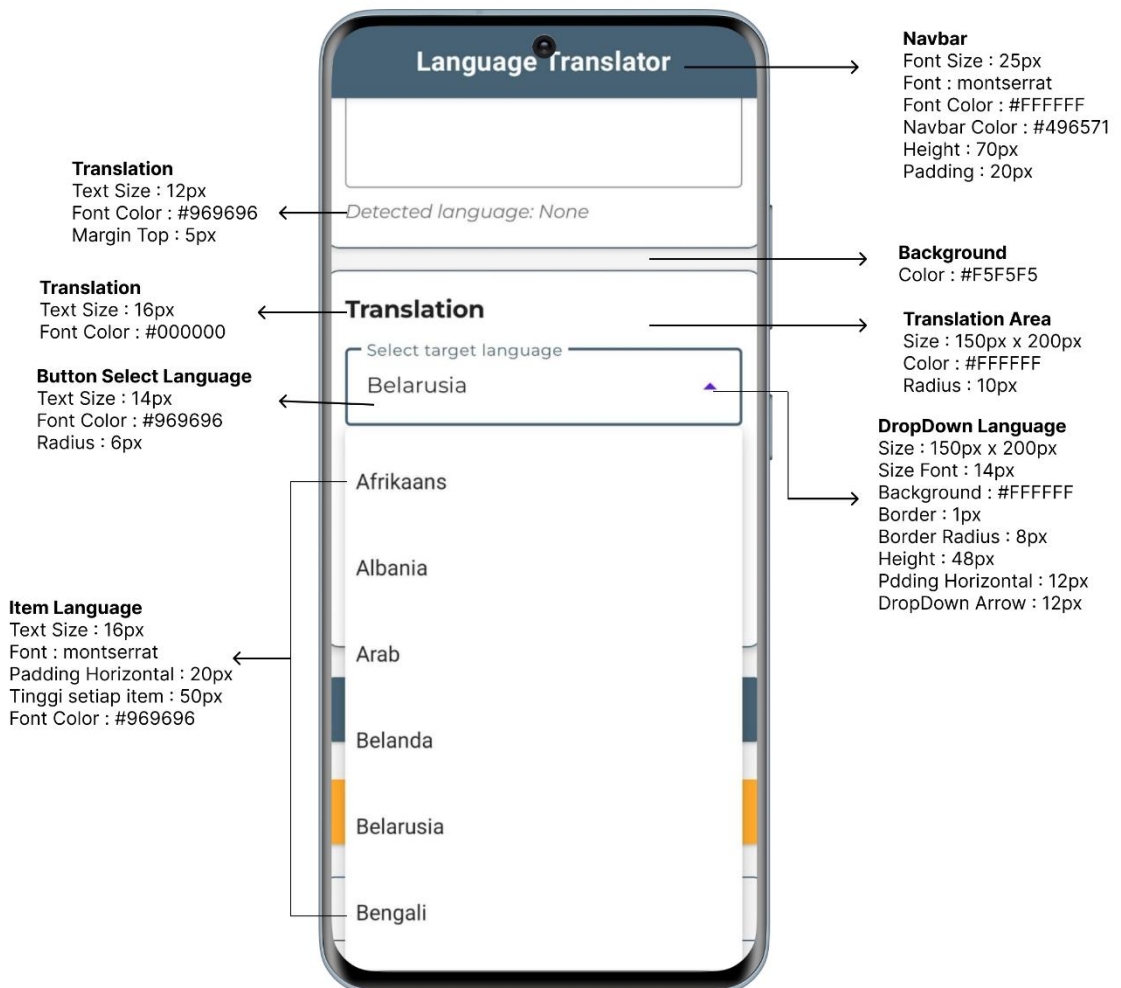 Language Translator
Detected language: None
Translation
Select target language
Belarusia
Afrikaans
Albania
Arab
Belanda
Belarusia
Bengali
Translation
Text Size : 12px
Font Color : #969696
Margin Top : 5px
Translation
Text Size : 16px
Font Color : #000000
Button Select Language
Text Size : 14px
Font Color : #969696
Radius : 6px
Item Language
Text Size : 16px
Font : montserrat
Padding Horizontal : 20px
Tinggi setiap item : 50px
Font Color : #969696
Navbar
Font Size : 25px
Font : montserrat
Font Color : #FFFFFF
Navbar Color : #496571
Height : 70px
Padding : 20px
Background
Color : #F5F5F5
Translation Area
Size : 150px x 200px
Color : #FFFFFF
Radius : 10px
DropDown Language
Size : 150px x 200px
Size Font : 14px
Background : #FFFFFF
Border : 1px
Border Radius : 8px
Height : 48px
Pdding Horizontal : 12px
DropDown Arrow : 12px